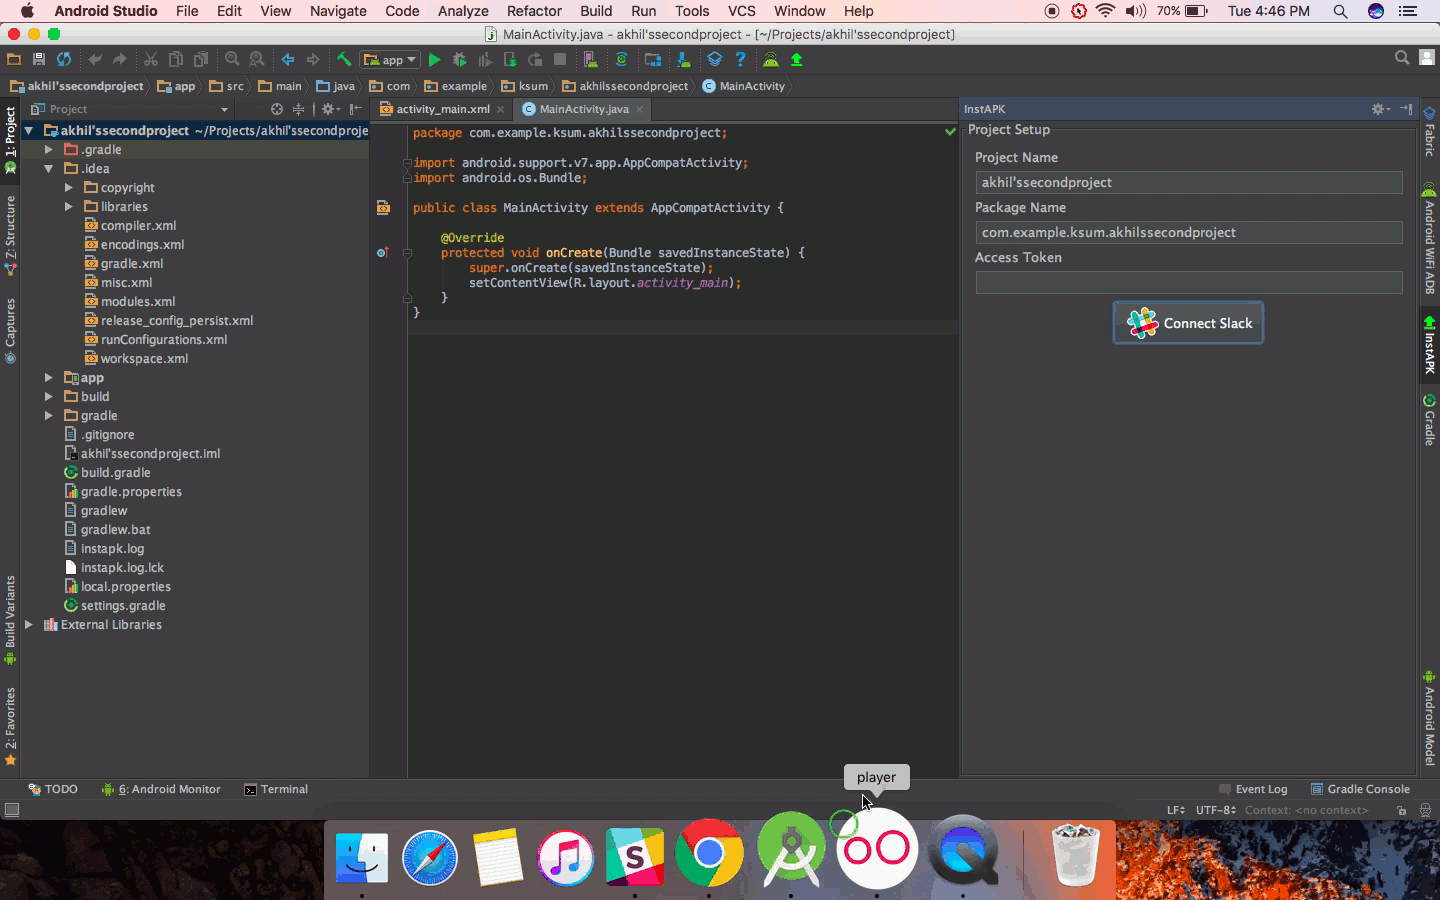 Android Studio File Edit View Navigate Code Analyze Refactor Build Run Tools VCS Window Help 70% Tue 4:46 PM
MainActivity.java - akhil'ssecondproject - [~/Projects/akhil'ssecondproject]
app
akhil'ssecondproject app src main java com example ksum akhilssecondproject MainActivity
Project
activity_main.xml MainActivity.java
InstAPK
akhil'ssecondproject ~/Projects/akhil'ssecondproje
.gradle
.idea
copyright
libraries
compiler.xml
encodings.xml
gradle.xml
misc.xml
modules.xml
release_config_persist.xml
runConfigurations.xml
workspace.xml
app
build
gradle
.gitignore
akhil'ssecondproject.iml
build.gradle
gradle.properties
gradlew
gradlew.bat
instapk.log
instapk.log.lck
local.properties
settings.gradle
External Libraries
package com.example.ksum.akhilssecondproject;
import android.support.v7.app.AppCompatActivity;
import android.os.Bundle;
public class MainActivity extends AppCompatActivity {
@Override
protected void onCreate(Bundle savedInstanceState) {
super.onCreate(savedInstanceState);
setContentView(R.layout.activity_main);
}
}
Project Setup
Project Name
akhil'ssecondproject
Package Name
com.example.ksum.akhilssecondproject
Access Token
Connect Slack
1: Project
Z: Structure
Captures
Build Variants
2: Favorites
Fabric
Android WiFi ADB
InstAPK
Gradle
Android Model
player
TODO 6: Android Monitor Terminal Event Log Gradle Console
LF UTF-8 Context: <no context>
S